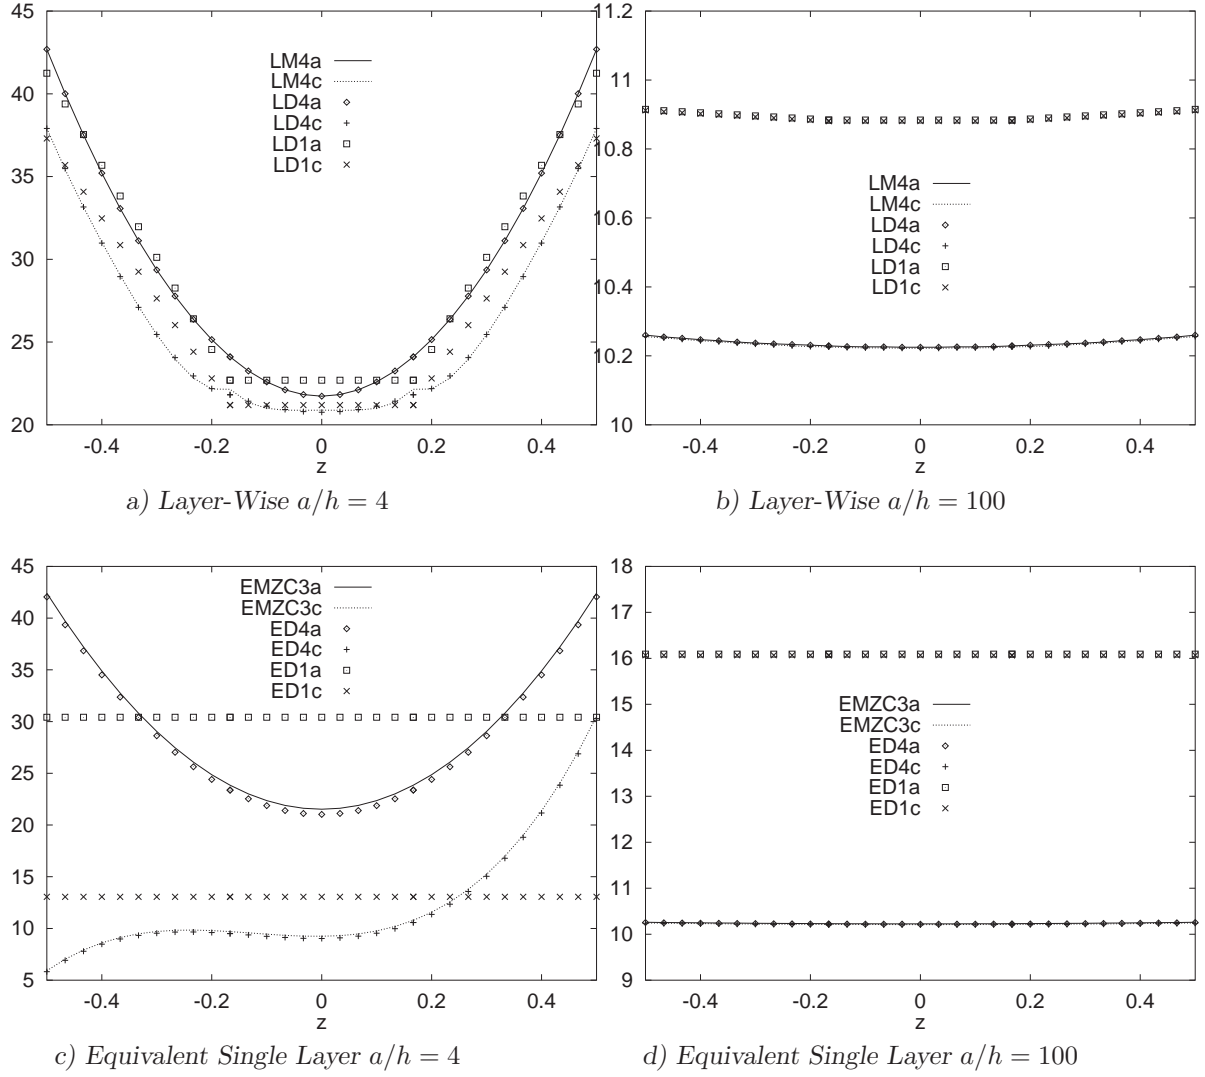 45
40
35
30
25
20
-0.4
-0.2
0
0.2
0.4
z
LM4a
LM4c
LD4a
LD4c
LD1a
LD1c
a) Layer-Wise a/h = 4
11.2
11
10.8
10.6
10.4
10.2
10
-0.4
-0.2
0
0.2
0.4
z
LM4a
LM4c
LD4a
LD4c
LD1a
LD1c
b) Layer-Wise a/h = 100
45
40
35
30
25
20
15
10
5
-0.4
-0.2
0
0.2
0.4
z
EMZC3a
EMZC3c
ED4a
ED4c
ED1a
ED1c
c) Equivalent Single Layer a/h = 4
18
17
16
15
14
13
12
11
10
9
-0.4
-0.2
0
0.2
0.4
z
EMZC3a
EMZC3c
ED4a
ED4c
ED1a
ED1c
d) Equivalent Single Layer a/h = 100